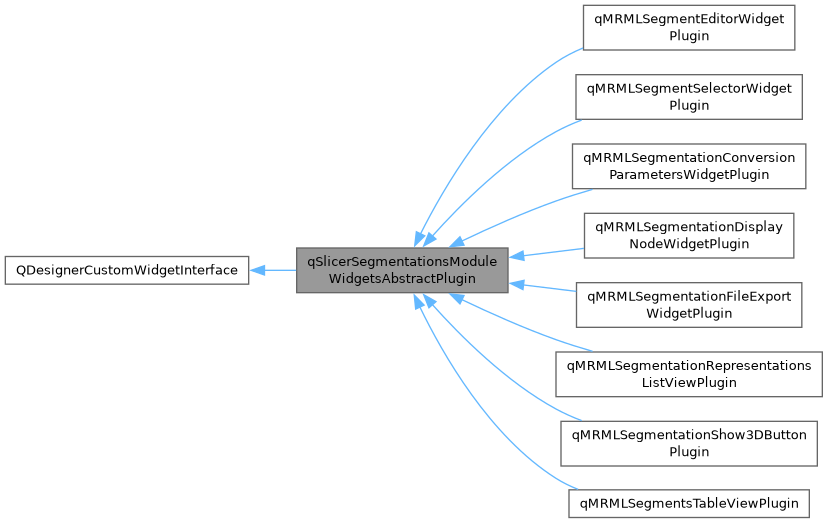 qMRMLSegmentEditorWidget
Plugin
qMRMLSegmentSelectorWidget
Plugin
qMRMLSegmentationConversion
ParametersWidgetPlugin
qMRMLSegmentationDisplay
NodeWidgetPlugin
QDesignerCustomWidgetInterface
qSlicerSegmentationsModule
WidgetsAbstractPlugin
qMRMLSegmentationFileExport
WidgetPlugin
qMRMLSegmentationRepresentations
ListViewPlugin
qMRMLSegmentationShow3DButton
Plugin
qMRMLSegmentsTableViewPlugin